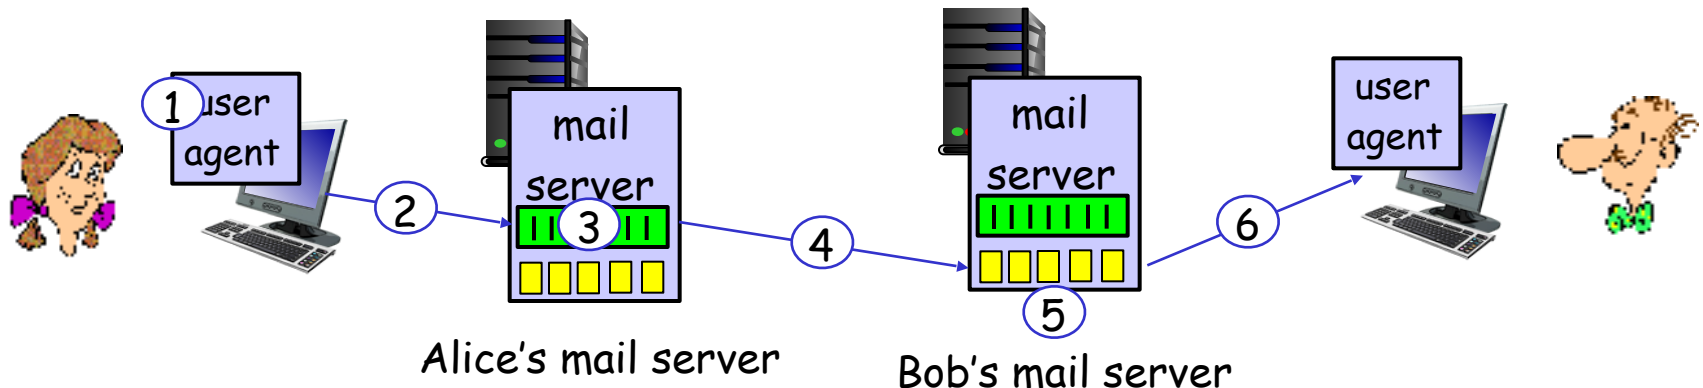 1
user
agent
2
mail
server
3
4
mail
server
5
6
user
agent
Alice's mail server
Bob's mail server